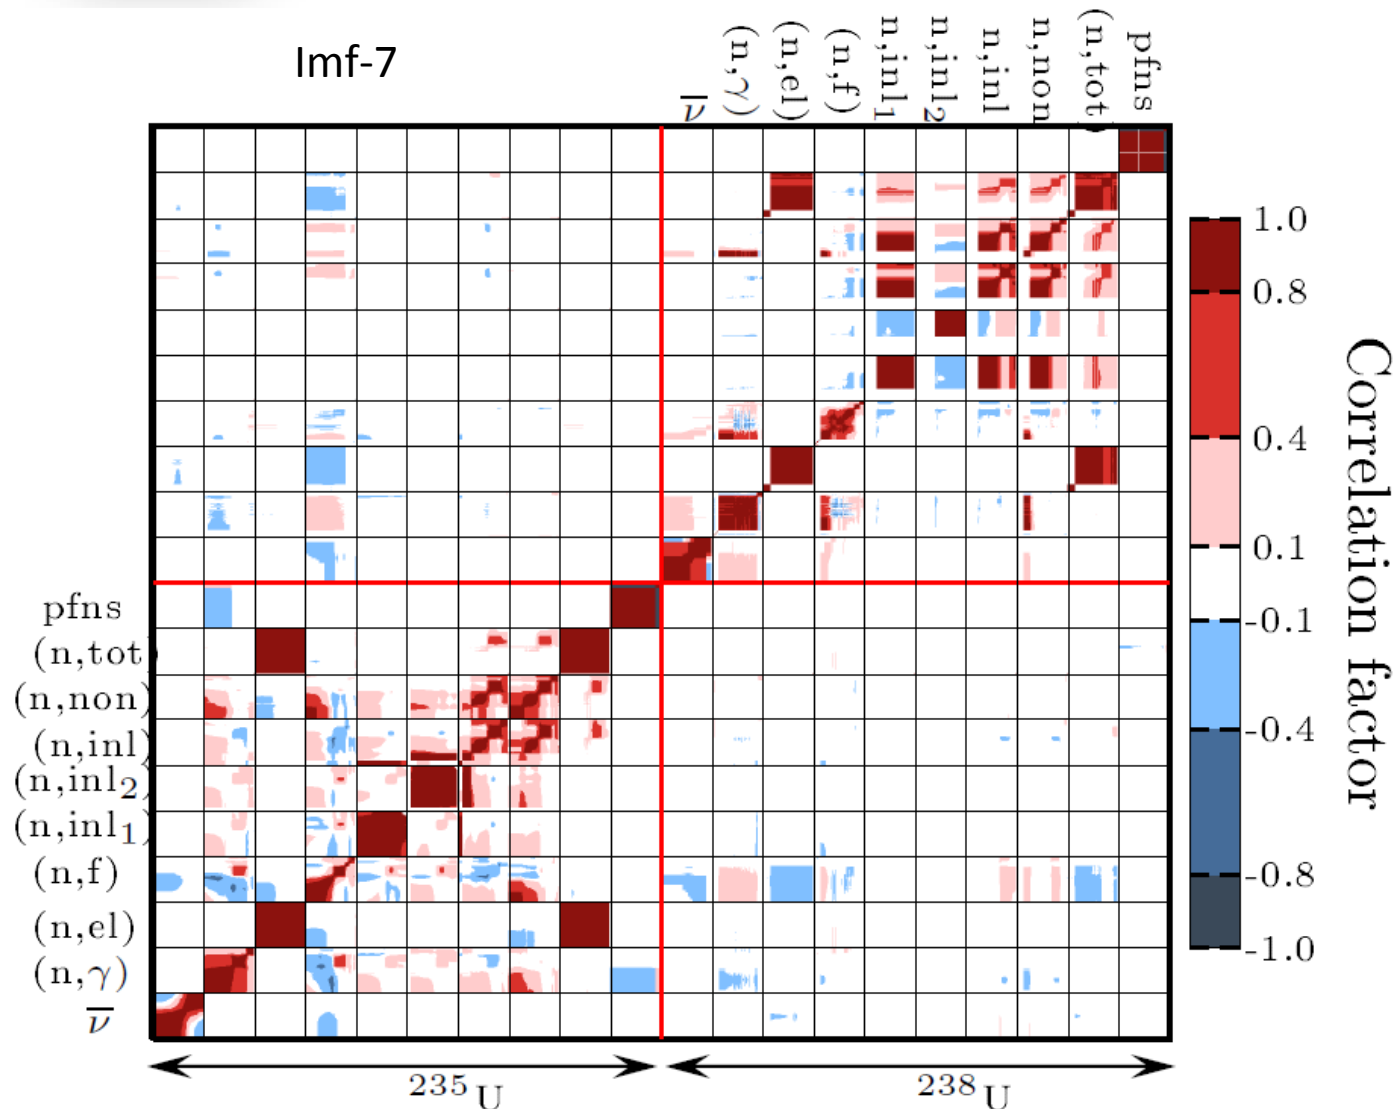 Imf-7
ν̅
(n,γ)
(n,el)
(n,f)
n,inl₁
n,inl₂
n,inl
n,non
(n,tot)
pfns
pfns
(n,tot)
(n,non)
(n,inl)
(n,inl₂)
(n,inl₁)
(n,f)
(n,el)
(n,γ)
ν̅
²³⁵U
²³⁸U
1.0
0.8
0.4
0.1
-0.1
-0.4
-0.8
-1.0
Correlation factor